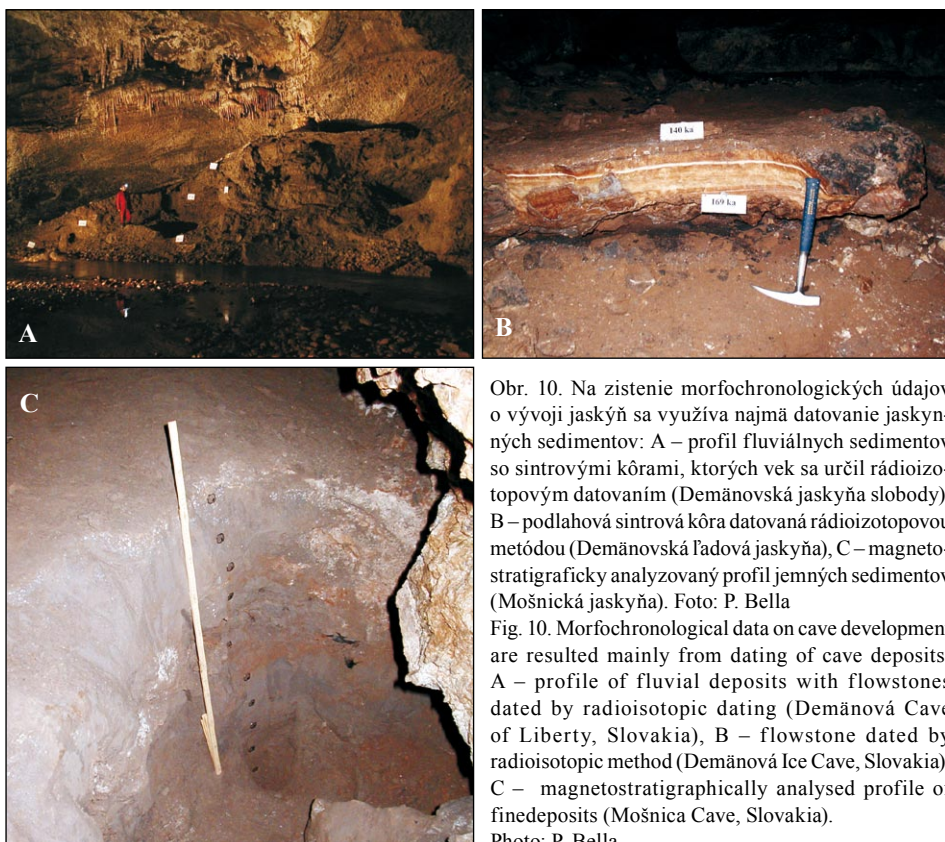 A
B
140 ka
169 ka
C
Obr. 10. Na zistenie morfochronologických údajov
o vývoji jaskýň sa využíva najmä datovanie jaskyn-
ných sedimentov: A – profil fluviálnych sedimentov
so sintrovými kôrami, ktorých vek sa určil rádioizo-
topovým datovaním (Demänovská jaskyňa slobody)
B – podlahová sintrová kôra datovaná rádioizotopovou
metódou (Demänovská ľadová jaskyňa), C – magneto-
stratigraficky analyzovaný profil jemných sedimentov
(Mošnická jaskyňa). Foto: P. Bella
Fig. 10. Morfochronological data on cave development
are resulted mainly from dating of cave deposits
A – profile of fluvial deposits with flowstones
dated by radioisotopic dating (Demänová Cave
of Liberty, Slovakia), B – flowstone dated by
radioisotopic method (Demänová Ice Cave, Slovakia)
C – magnetostratigraphically analysed profile of
finedeposits (Mošnica Cave, Slovakia).
Photo: P. Bella